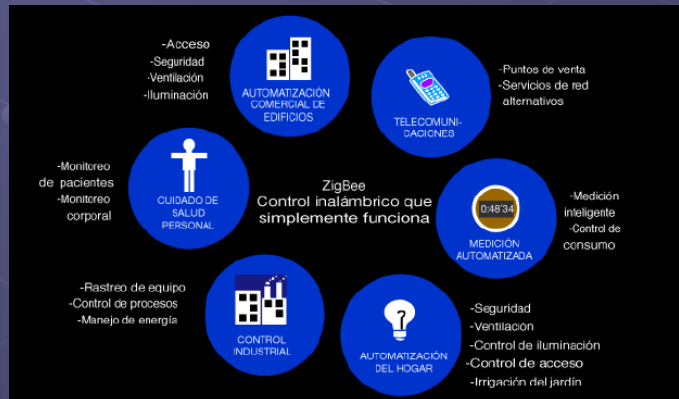 -Acceso
-Seguridad
-Ventilación
-Iluminación
AUTOMATIZACIÓN
COMERCIAL DE
EDIFICIOS
TELECOMUNI-
CACIONES
-Puntos de venta
-Servicios de red
alternativos
-Monitoreo
de pacientes
-Monitoreo
corporal
CUIDADO DE
SALUD
PERSONAL
ZigBee
Control inalámbrico que
simplemente funciona
0:48'34
MEDICIÓN
AUTOMATIZADA
-Medición
inteligente
-Control de
consumo
-Rastreo de equipo
-Control de procesos
-Manejo de energía
CONTROL
INDUSTRIAL
?
AUTOMATIZACIÓN
DEL HOGAR
-Seguridad
-Ventilación
-Control de iluminación
-Control de acceso
-Irrigación del jardín